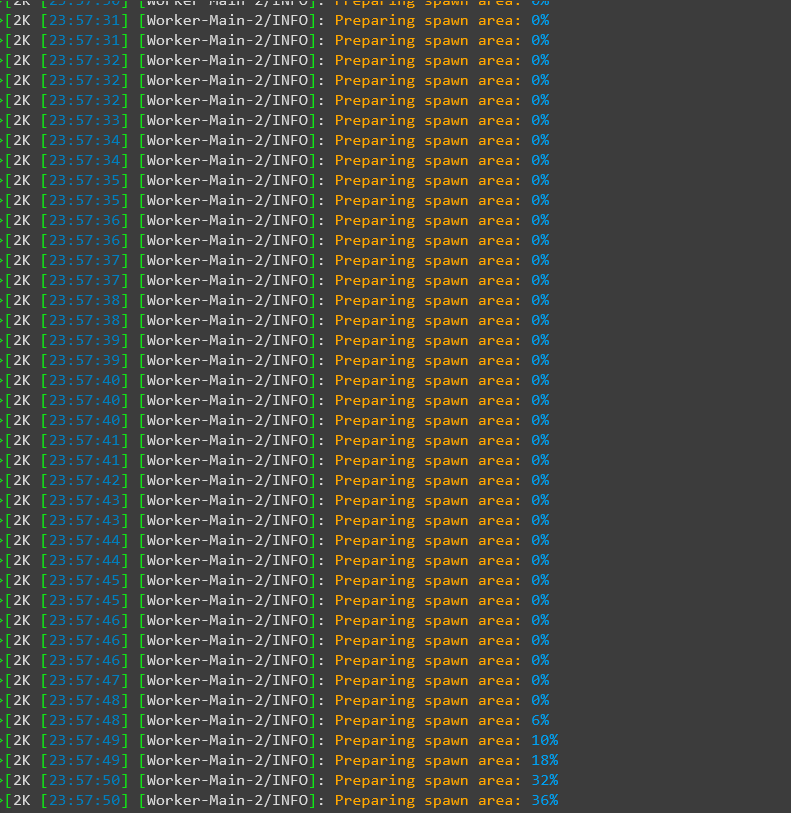 >[2K [23:57:31] [Worker-Main-2/INFO]: Preparing spawn area: 0%
>[2K [23:57:31] [Worker-Main-2/INFO]: Preparing spawn area: 0%
>[2K [23:57:32] [Worker-Main-2/INFO]: Preparing spawn area: 0%
>[2K [23:57:32] [Worker-Main-2/INFO]: Preparing spawn area: 0%
>[2K [23:57:32] [Worker-Main-2/INFO]: Preparing spawn area: 0%
>[2K [23:57:33] [Worker-Main-2/INFO]: Preparing spawn area: 0%
>[2K [23:57:34] [Worker-Main-2/INFO]: Preparing spawn area: 0%
>[2K [23:57:34] [Worker-Main-2/INFO]: Preparing spawn area: 0%
>[2K [23:57:35] [Worker-Main-2/INFO]: Preparing spawn area: 0%
>[2K [23:57:35] [Worker-Main-2/INFO]: Preparing spawn area: 0%
>[2K [23:57:36] [Worker-Main-2/INFO]: Preparing spawn area: 0%
>[2K [23:57:36] [Worker-Main-2/INFO]: Preparing spawn area: 0%
>[2K [23:57:37] [Worker-Main-2/INFO]: Preparing spawn area: 0%
>[2K [23:57:37] [Worker-Main-2/INFO]: Preparing spawn area: 0%
>[2K [23:57:38] [Worker-Main-2/INFO]: Preparing spawn area: 0%
>[2K [23:57:38] [Worker-Main-2/INFO]: Preparing spawn area: 0%
>[2K [23:57:39] [Worker-Main-2/INFO]: Preparing spawn area: 0%
>[2K [23:57:39] [Worker-Main-2/INFO]: Preparing spawn area: 0%
>[2K [23:57:40] [Worker-Main-2/INFO]: Preparing spawn area: 0%
>[2K [23:57:40] [Worker-Main-2/INFO]: Preparing spawn area: 0%
>[2K [23:57:40] [Worker-Main-2/INFO]: Preparing spawn area: 0%
>[2K [23:57:41] [Worker-Main-2/INFO]: Preparing spawn area: 0%
>[2K [23:57:41] [Worker-Main-2/INFO]: Preparing spawn area: 0%
>[2K [23:57:42] [Worker-Main-2/INFO]: Preparing spawn area: 0%
>[2K [23:57:43] [Worker-Main-2/INFO]: Preparing spawn area: 0%
>[2K [23:57:43] [Worker-Main-2/INFO]: Preparing spawn area: 0%
>[2K [23:57:44] [Worker-Main-2/INFO]: Preparing spawn area: 0%
>[2K [23:57:44] [Worker-Main-2/INFO]: Preparing spawn area: 0%
>[2K [23:57:45] [Worker-Main-2/INFO]: Preparing spawn area: 0%
>[2K [23:57:45] [Worker-Main-2/INFO]: Preparing spawn area: 0%
>[2K [23:57:46] [Worker-Main-2/INFO]: Preparing spawn area: 0%
>[2K [23:57:46] [Worker-Main-2/INFO]: Preparing spawn area: 0%
>[2K [23:57:46] [Worker-Main-2/INFO]: Preparing spawn area: 0%
>[2K [23:57:47] [Worker-Main-2/INFO]: Preparing spawn area: 0%
>[2K [23:57:48] [Worker-Main-2/INFO]: Preparing spawn area: 0%
>[2K [23:57:48] [Worker-Main-2/INFO]: Preparing spawn area: 6%
>[2K [23:57:49] [Worker-Main-2/INFO]: Preparing spawn area: 10%
>[2K [23:57:49] [Worker-Main-2/INFO]: Preparing spawn area: 18%
>[2K [23:57:50] [Worker-Main-2/INFO]: Preparing spawn area: 32%
>[2K [23:57:50] [Worker-Main-2/INFO]: Preparing spawn area: 36%